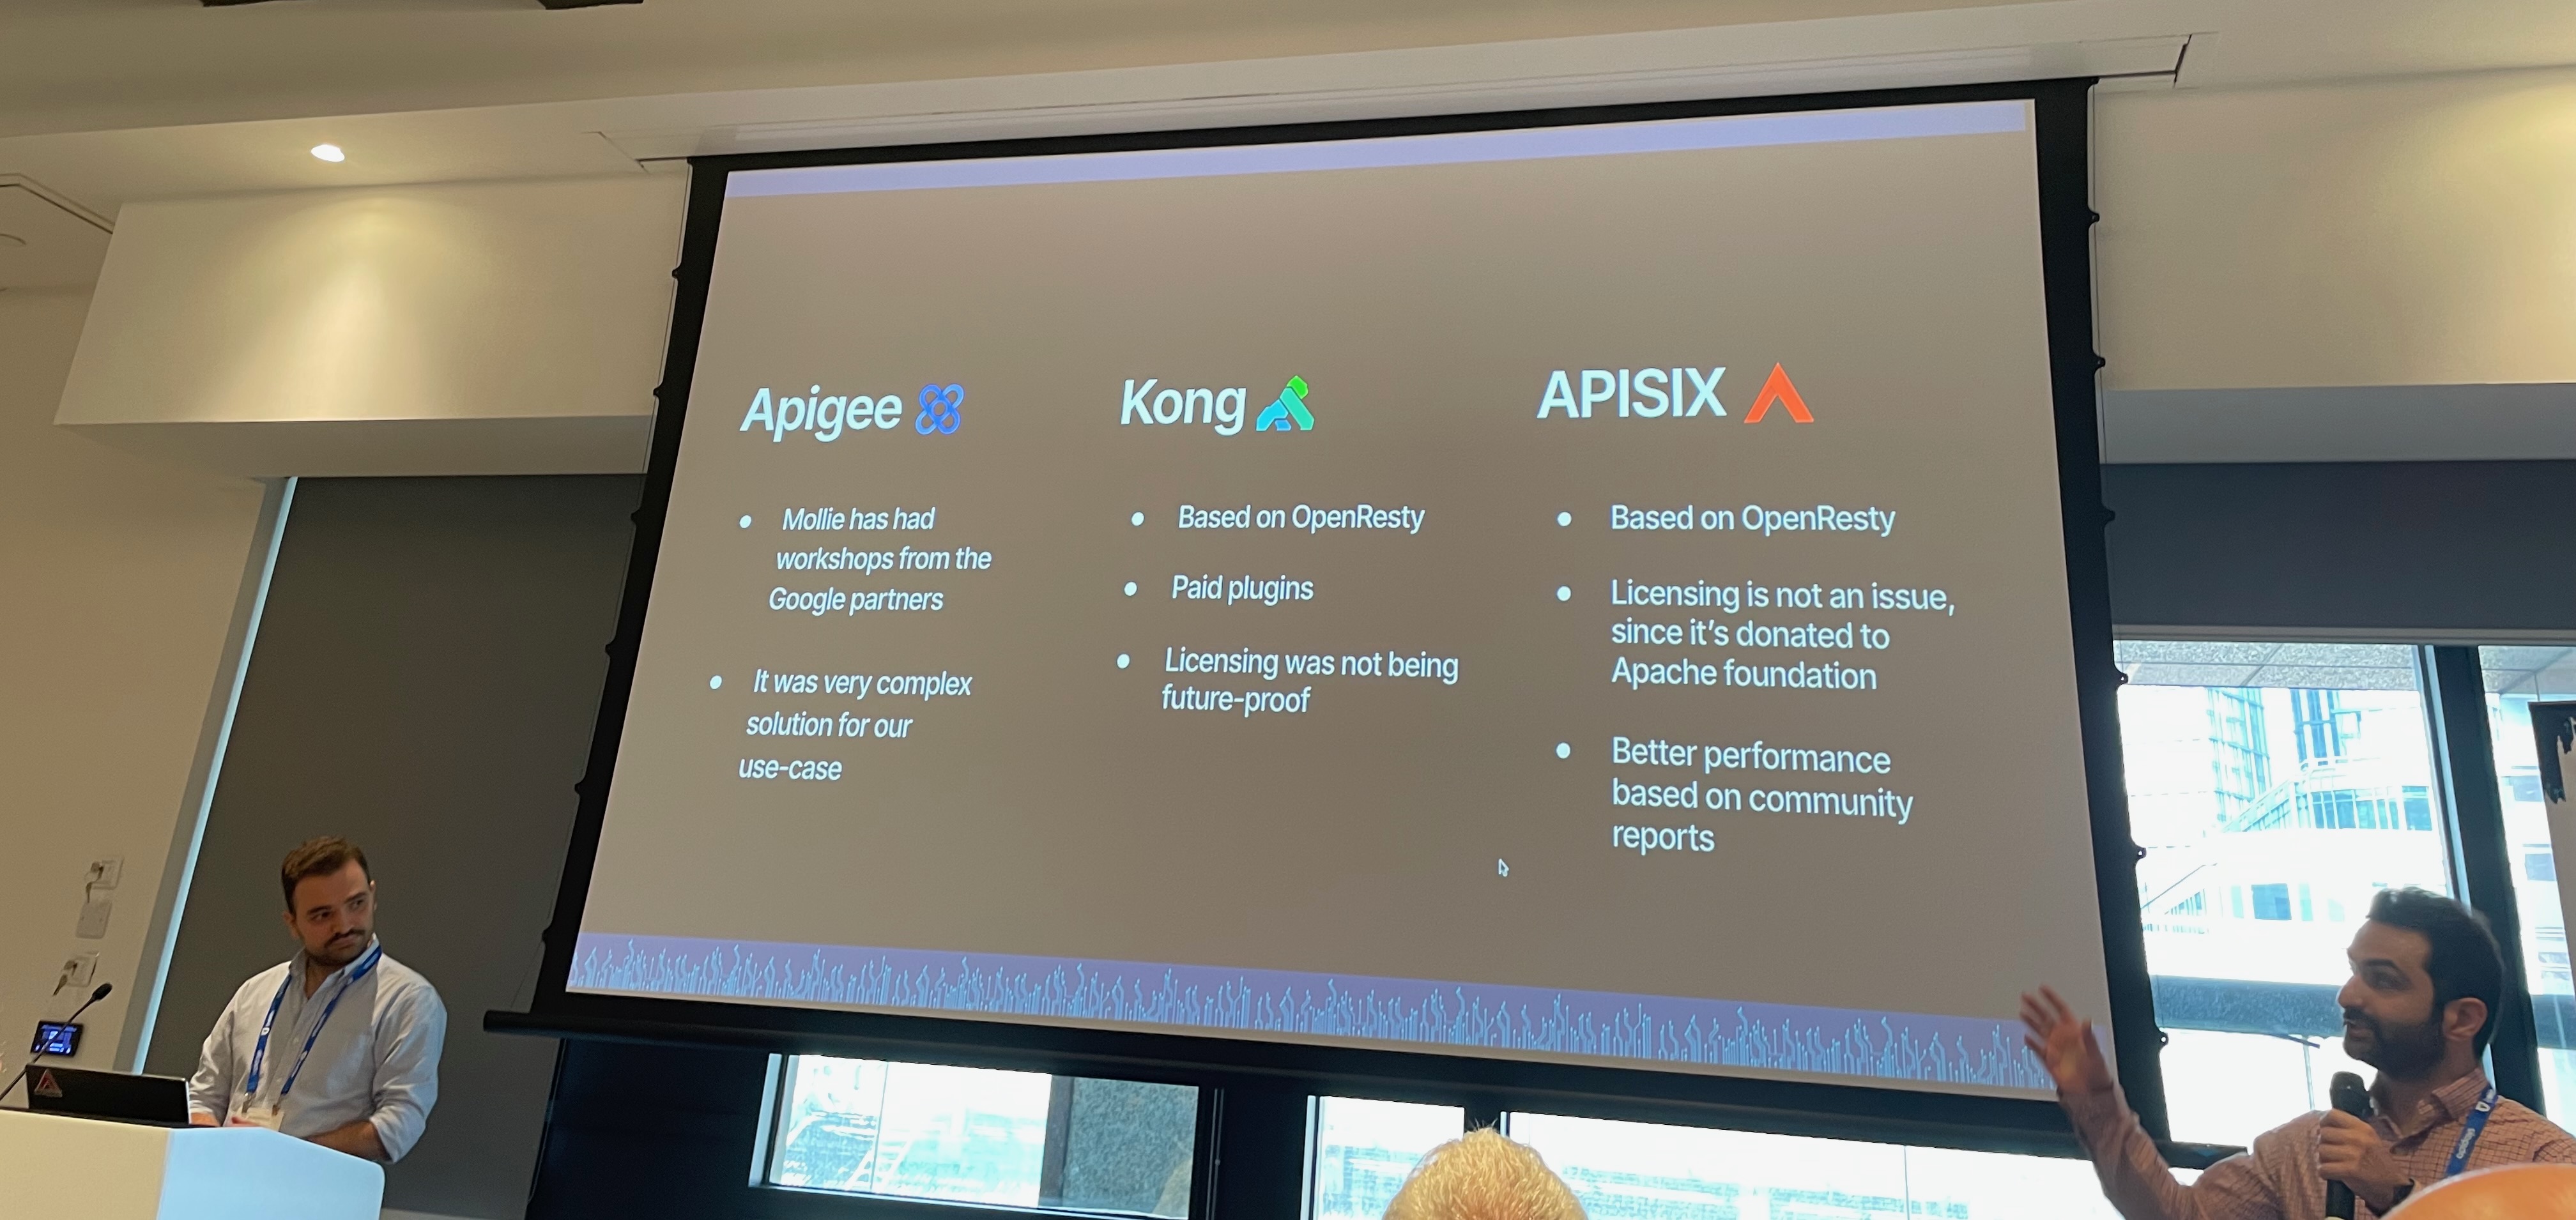 Apigee
Mollie has had
workshops from the
Google partners
It was very complex
solution for our
use-case
Kong
Based on OpenResty
Paid plugins
Licensing was not being
future-proof
APISIX
Based on OpenResty
Licensing is not an issue,
since it's donated to
Apache foundation
Better performance
based on community
reports